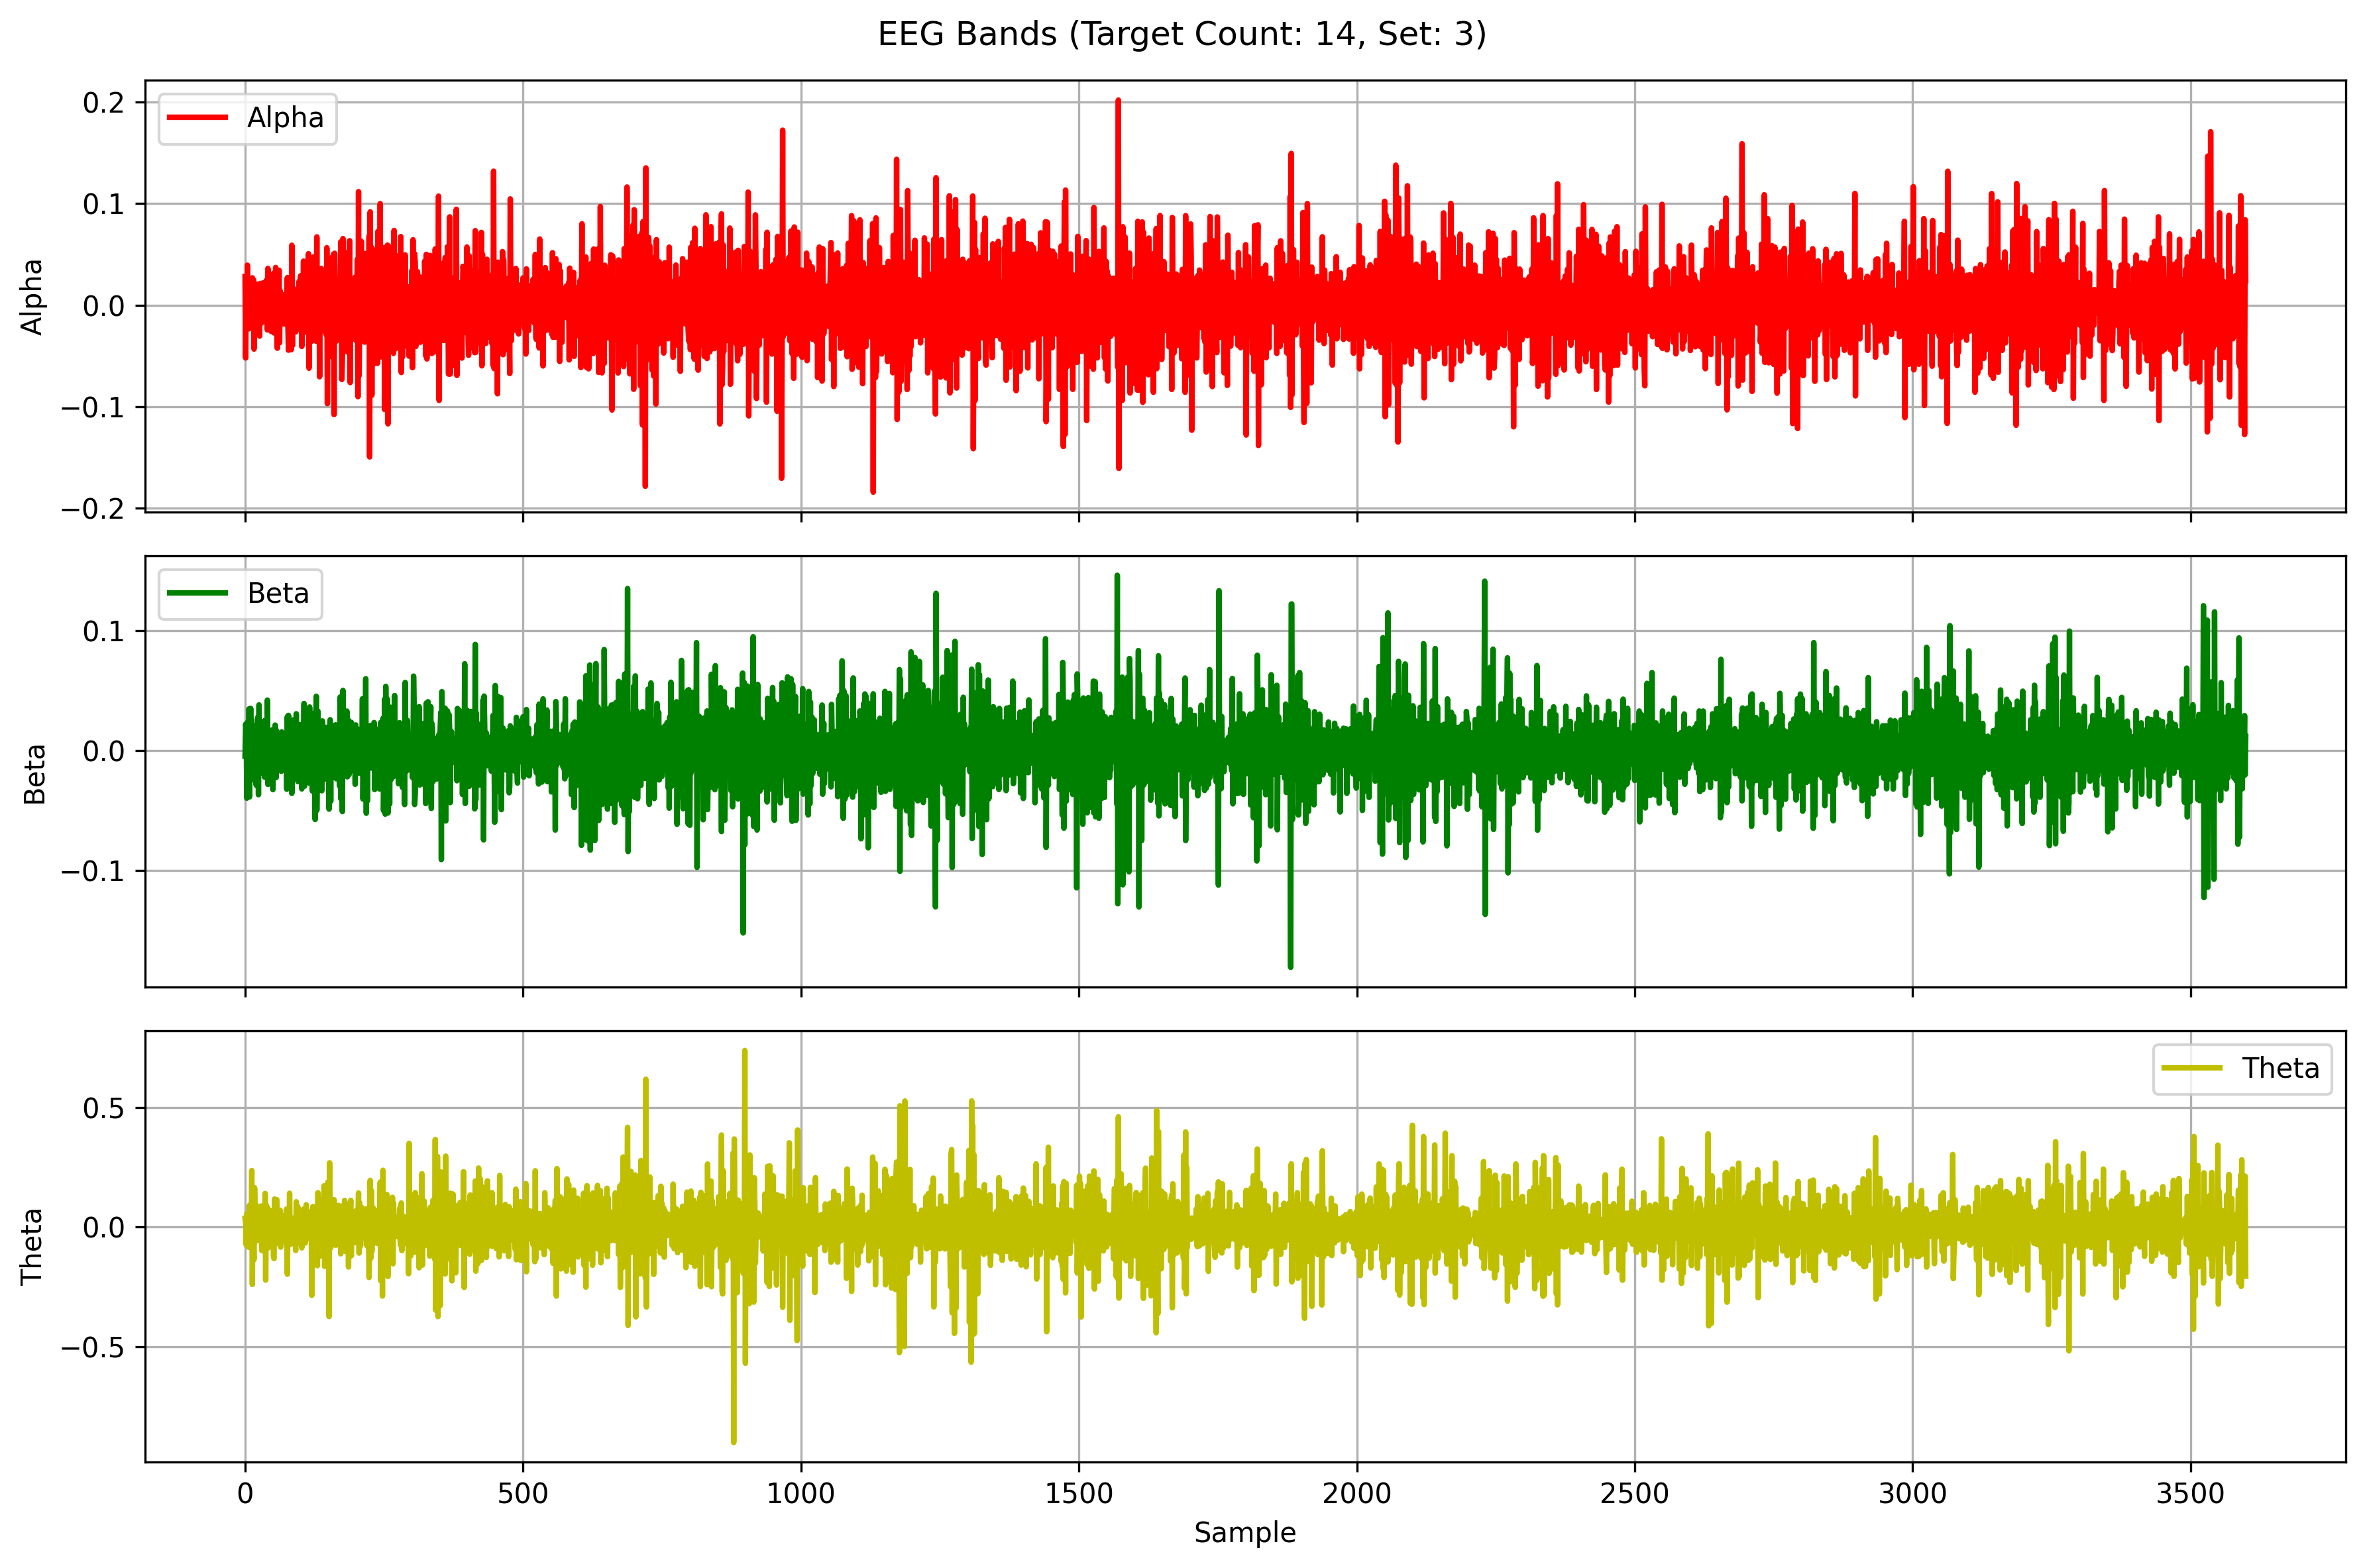 EEG Bands (Target Count: 14, Set: 3)
Alpha
0.2
0.1
0.0
−0.1
−0.2
Alpha
Beta
0.1
0.0
−0.1
Beta
Theta
0.5
0.0
−0.5
Theta
0 500 1000 1500 2000 2500 3000 3500
Sample